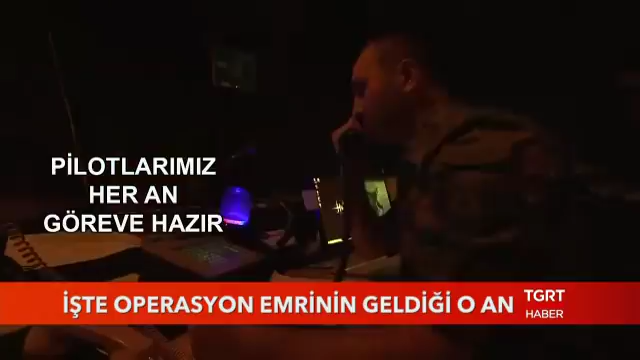 PİLOTLARIMIZ
HER AN
GÖREVE HAZIR
İŞTE OPERASYON EMRİNİN GELDİĞİ O AN
TGRT
HABER